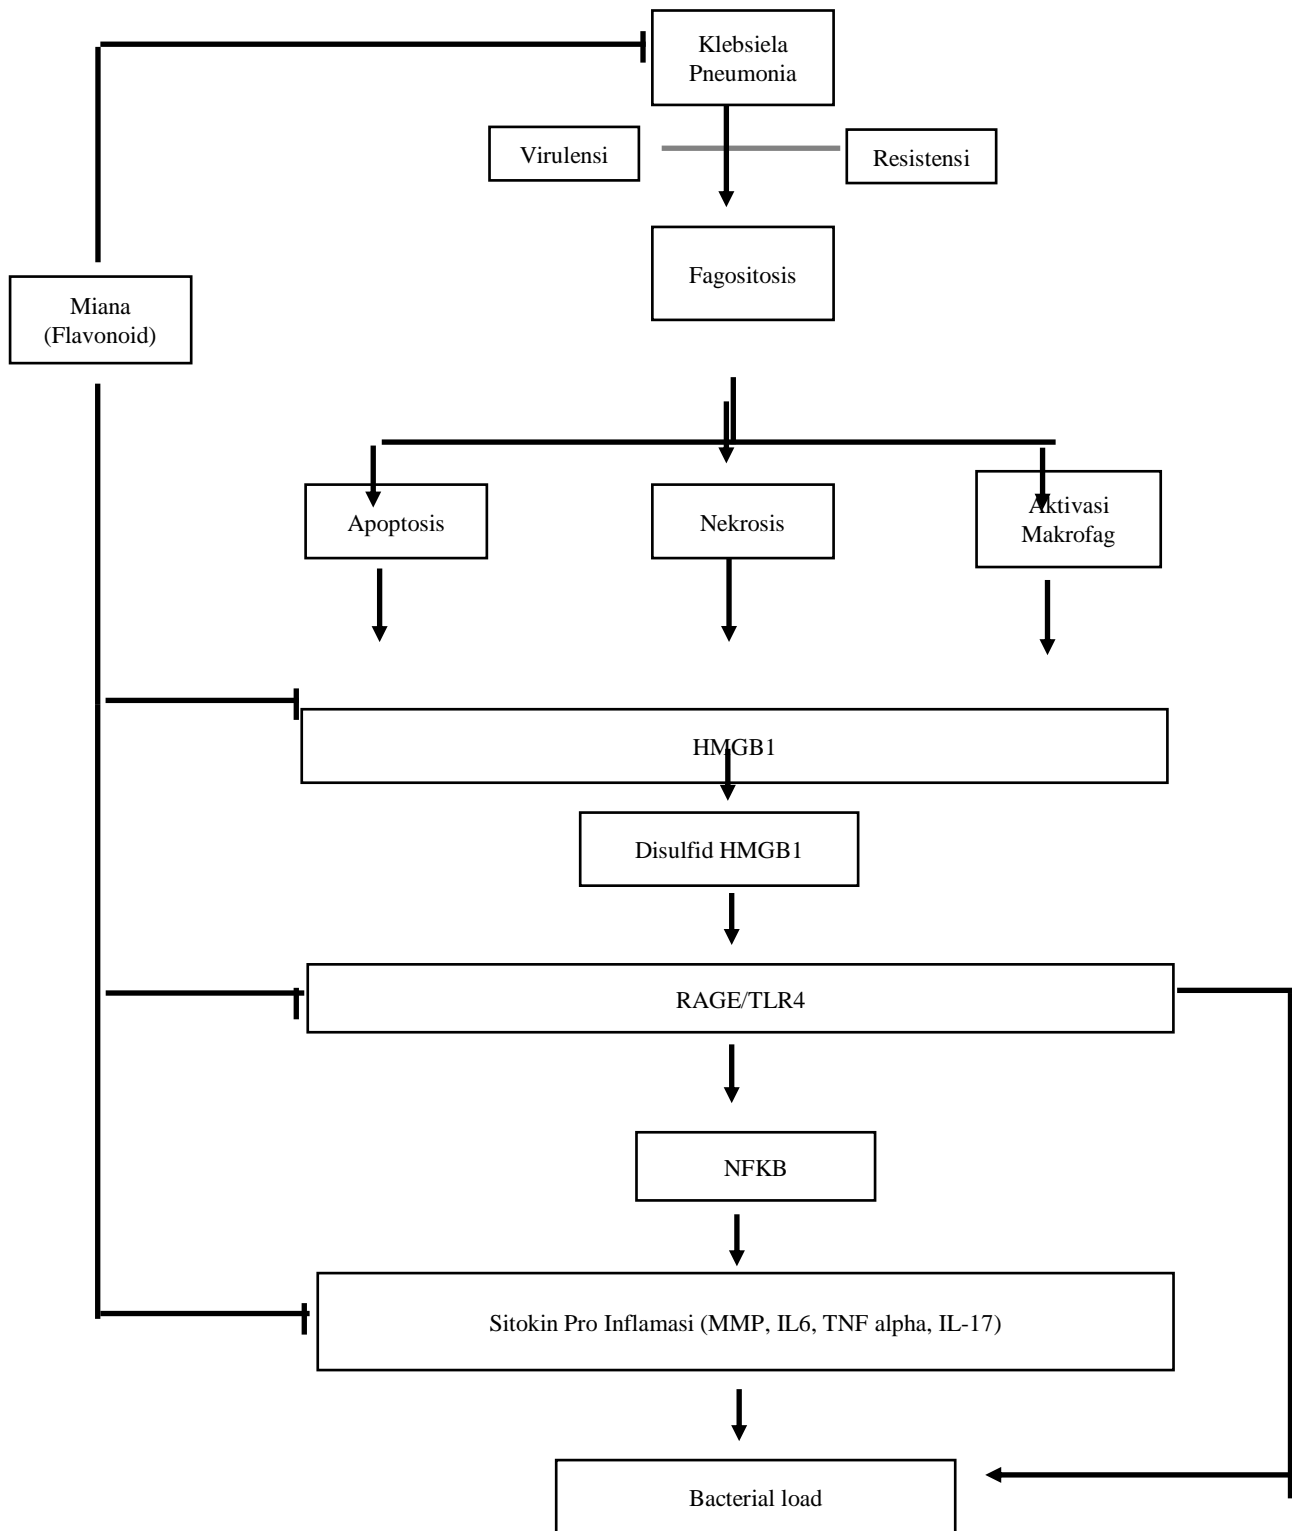 Klebsiela
Pneumonia
Virulensi
Resistensi
Fagositosis
Miana
(Flavonoid)
Apoptosis
Nekrosis
Aktivasi
Makrofag
HMGB1
Disulfid HMGB1
RAGE/TLR4
NFKB
Sitokin Pro Inflamasi (MMP, IL6, TNF alpha, IL-17)
Bacterial load